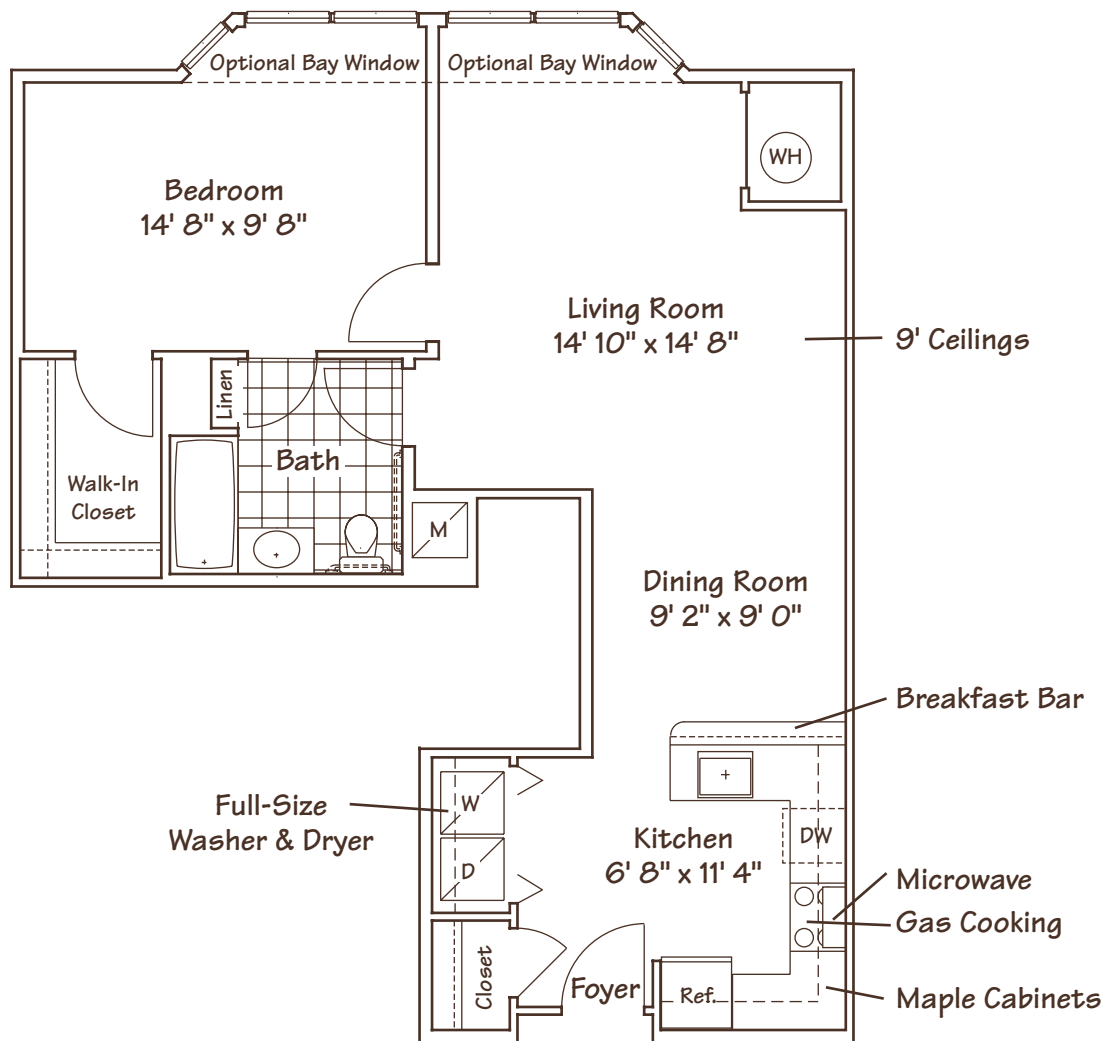 Optional Bay Window
Optional Bay Window
WH
Bedroom
14' 8" x 9' 8"
Living Room
14' 10" x 14' 8"
9' Ceilings
Linen
Bath
Walk-In
Closet
M
Dining Room
9' 2" x 9' 0"
Breakfast Bar
Full-Size
Washer & Dryer
W
D
Kitchen
6' 8" x 11' 4"
DW
Microwave
Gas Cooking
Closet
Foyer
Ref.
Maple Cabinets